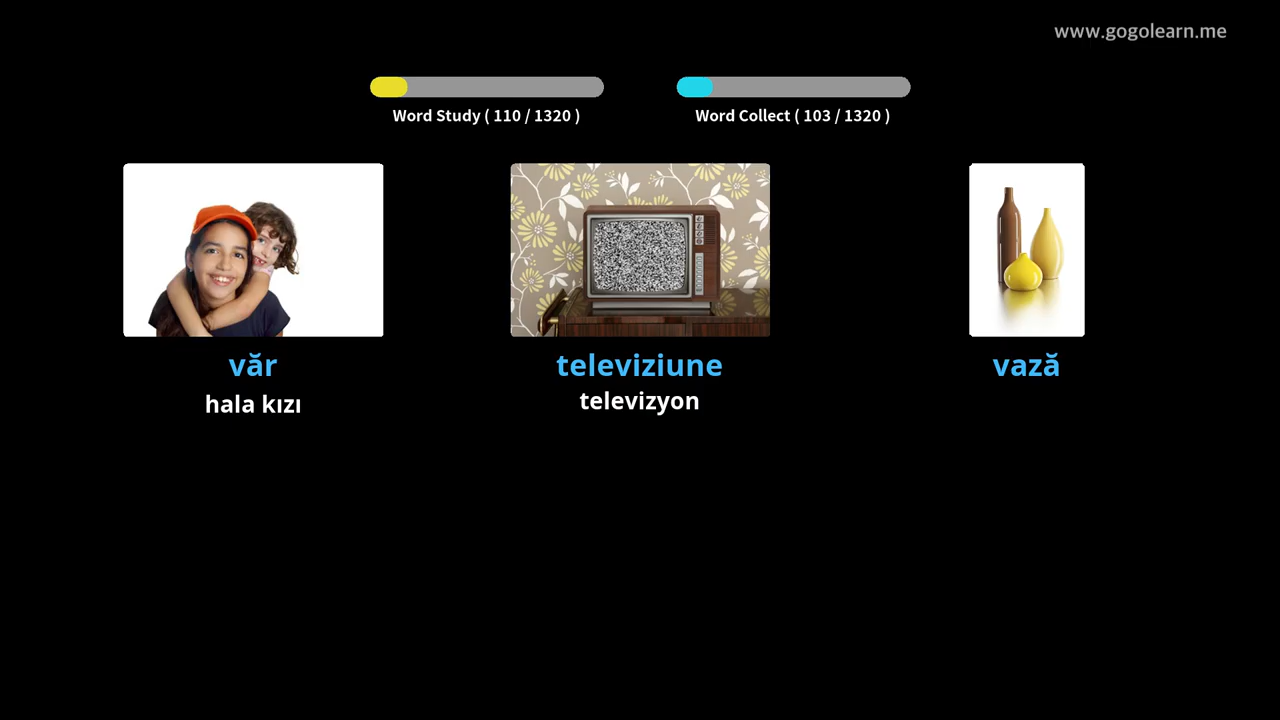 www.gogolearn.me
Word Study ( 110 / 1320 )
Word Collect ( 103 / 1320 )
văr
hala kızı
televiziune
televizyon
vază